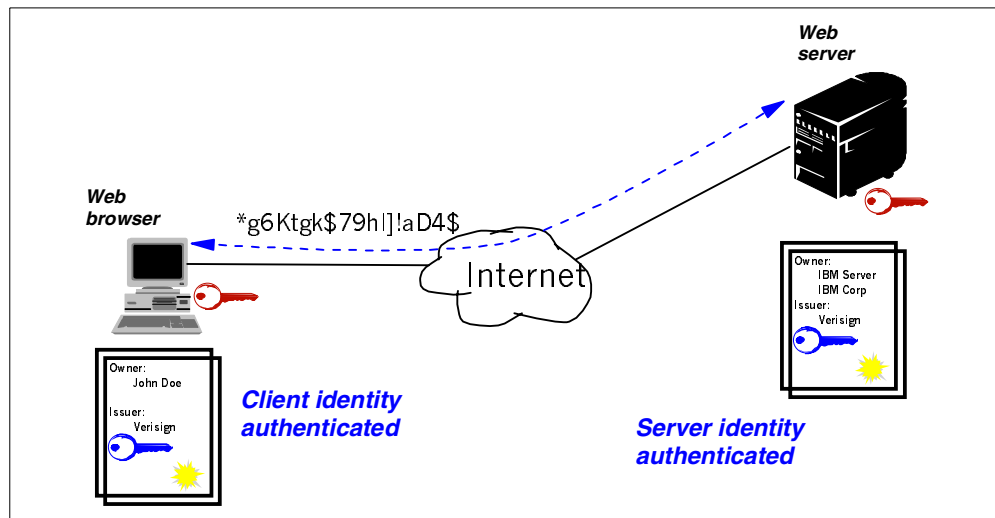 Web
server
Web
browser
*g6Ktgk$79hl]!aD4$
Internet
Owner:
IBM Server
IBM Corp
Issuer:
Verisign
Owner:
John Doe
Issuer:
Verisign
Client identity
authenticated
Server identity
authenticated